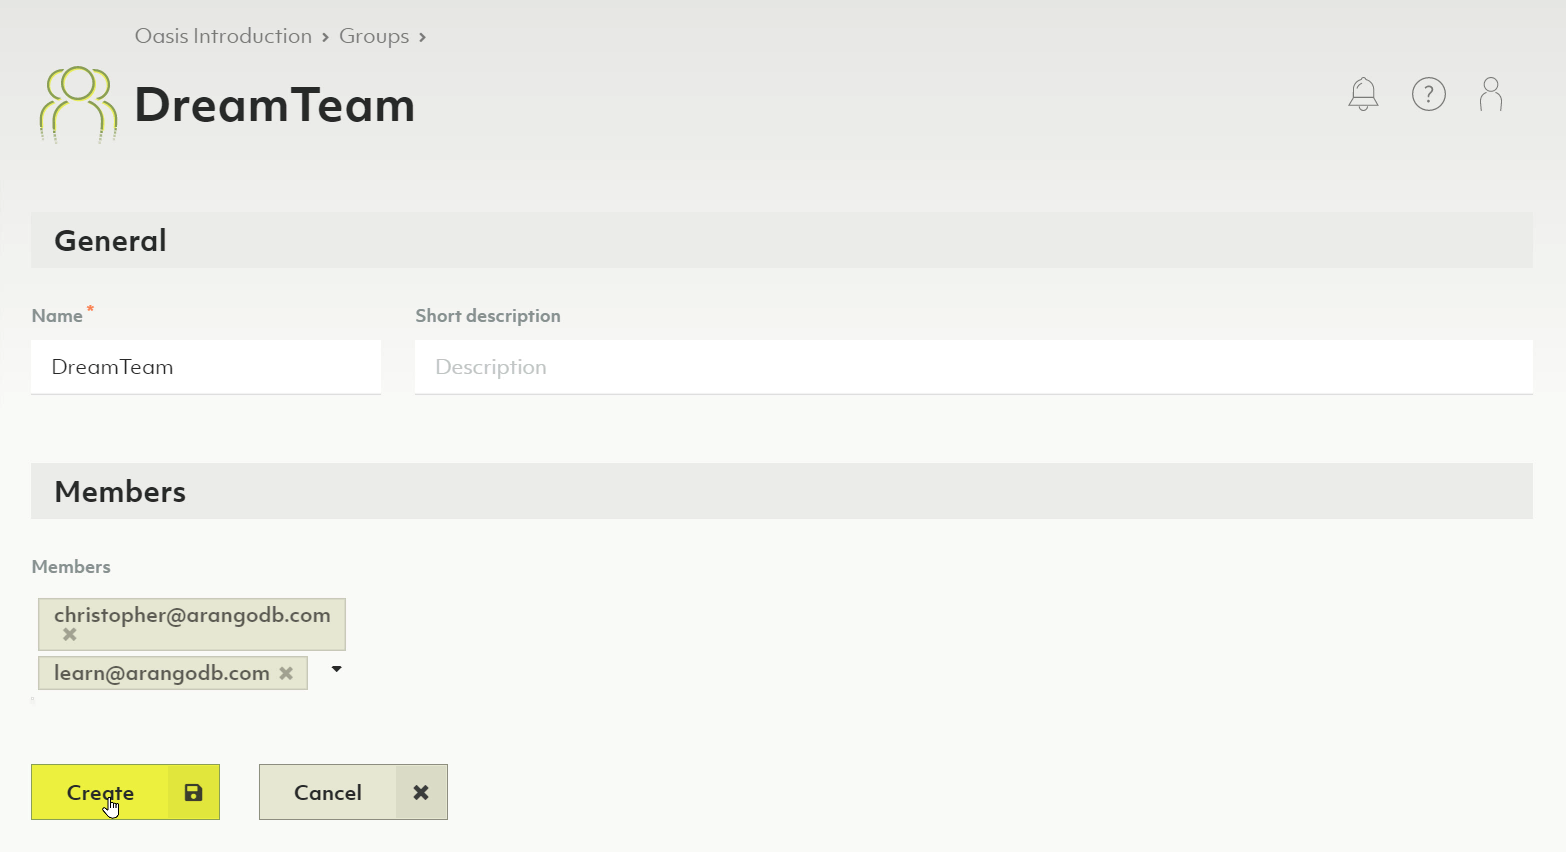 Oasis Introduction > Groups >
DreamTeam
?
General
Name *
Short description
DreamTeam
Description
Members
Members
christopher@arangodb.com
learn@arangodb.com
Create
Cancel